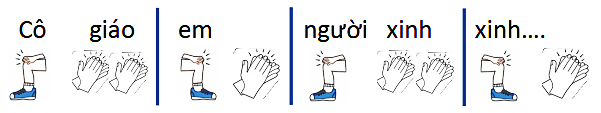 Cô giáo em người xinh xinh....